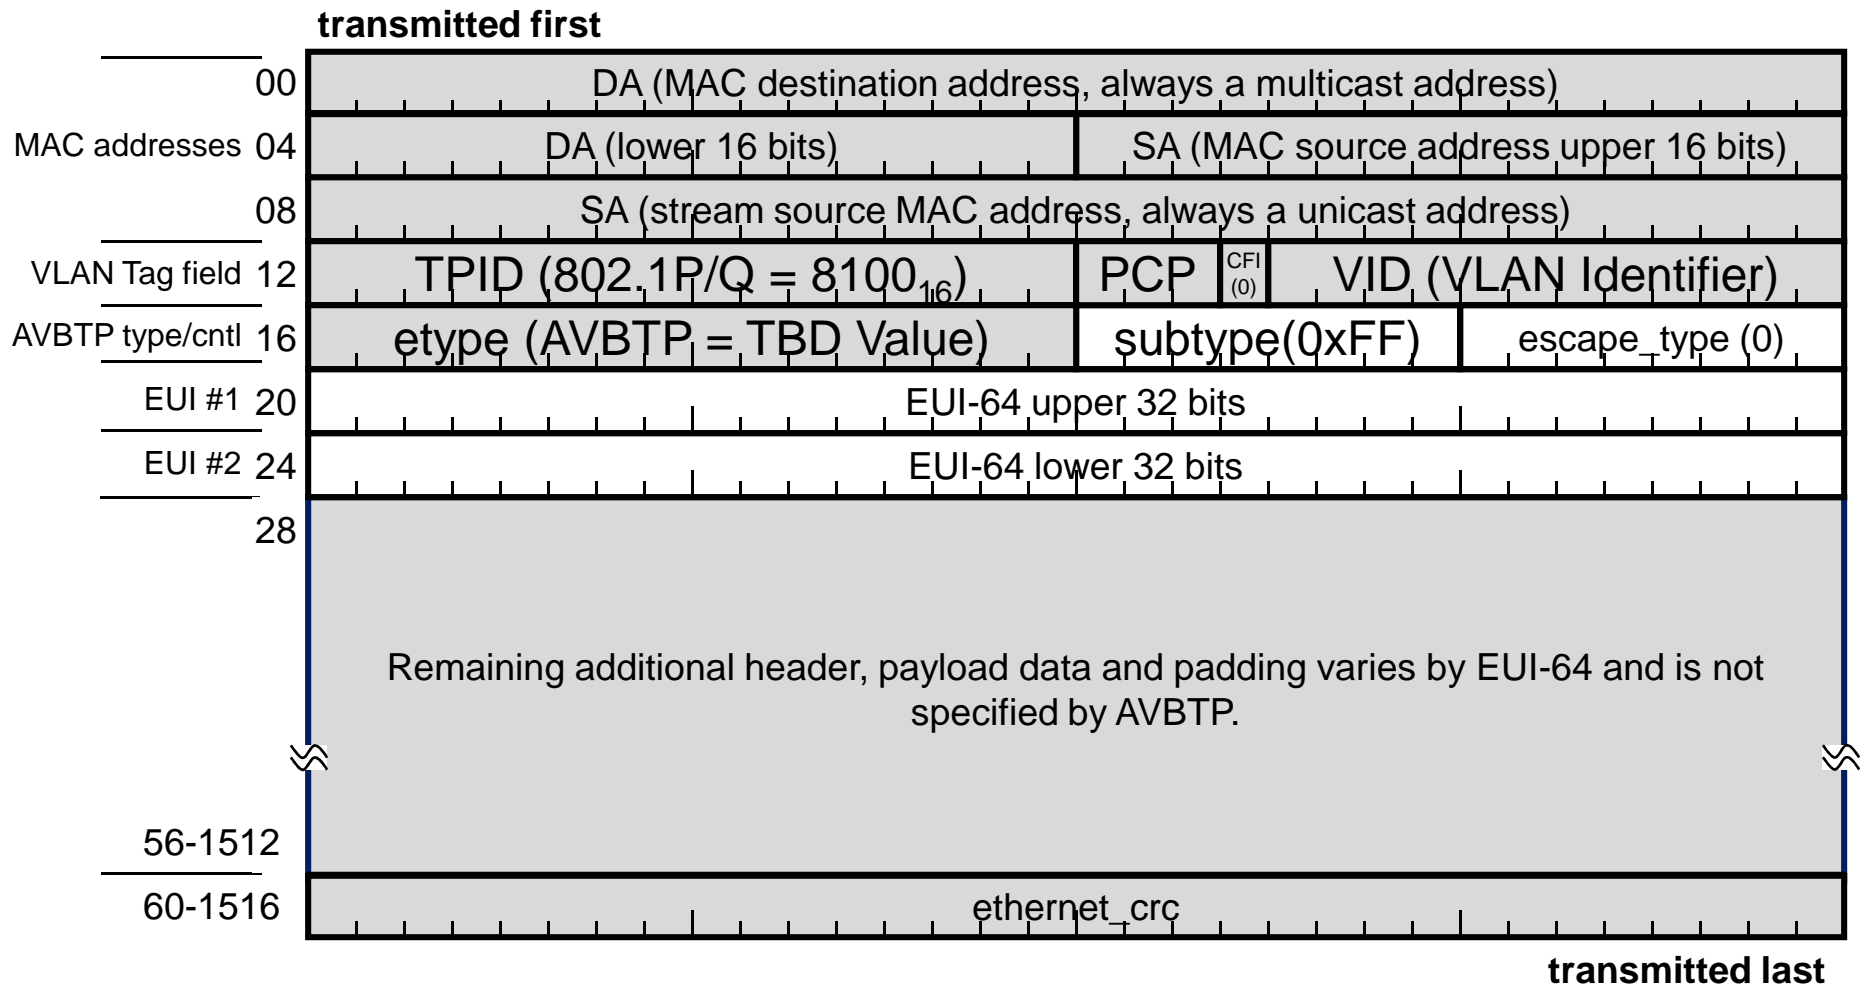 transmitted first
00 DA (MAC destination address, always a multicast address)
MAC addresses 04 DA (lower 16 bits) SA (MAC source address upper 16 bits)
08 SA (stream source MAC address, always a unicast address)
VLAN Tag field 12 TPID (802.1P/Q = 8100₁₆) PCP CFI (0) VID (VLAN Identifier)
AVBTP type/cntl 16 etype (AVBTP = TBD Value) subtype(0xFF) escape_type (0)
EUI #1 20 EUI-64 upper 32 bits
EUI #2 24 EUI-64 lower 32 bits
28
Remaining additional header, payload data and padding varies by EUI-64 and is not
specified by AVBTP.
56-1512
60-1516 ethernet_crc
transmitted last